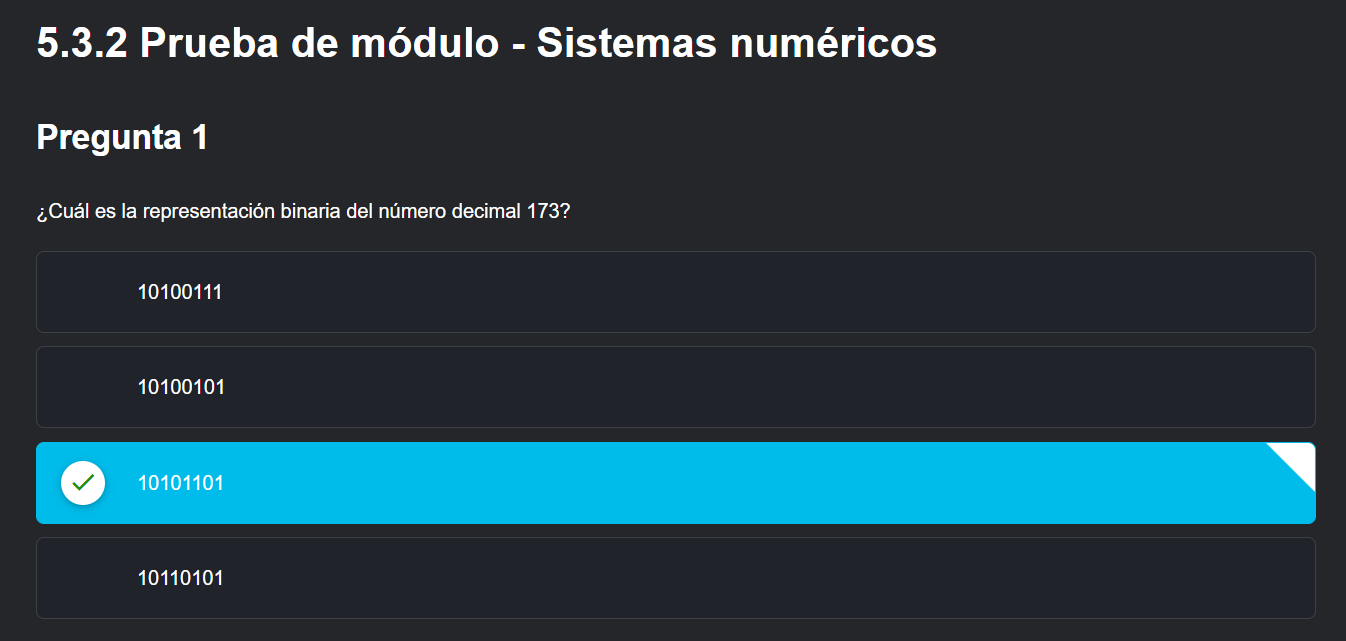 5.3.2 Prueba de módulo - Sistemas numéricos
Pregunta 1
¿Cuál es la representación binaria del número decimal 173?
10100111
10100101
10101101
10110101